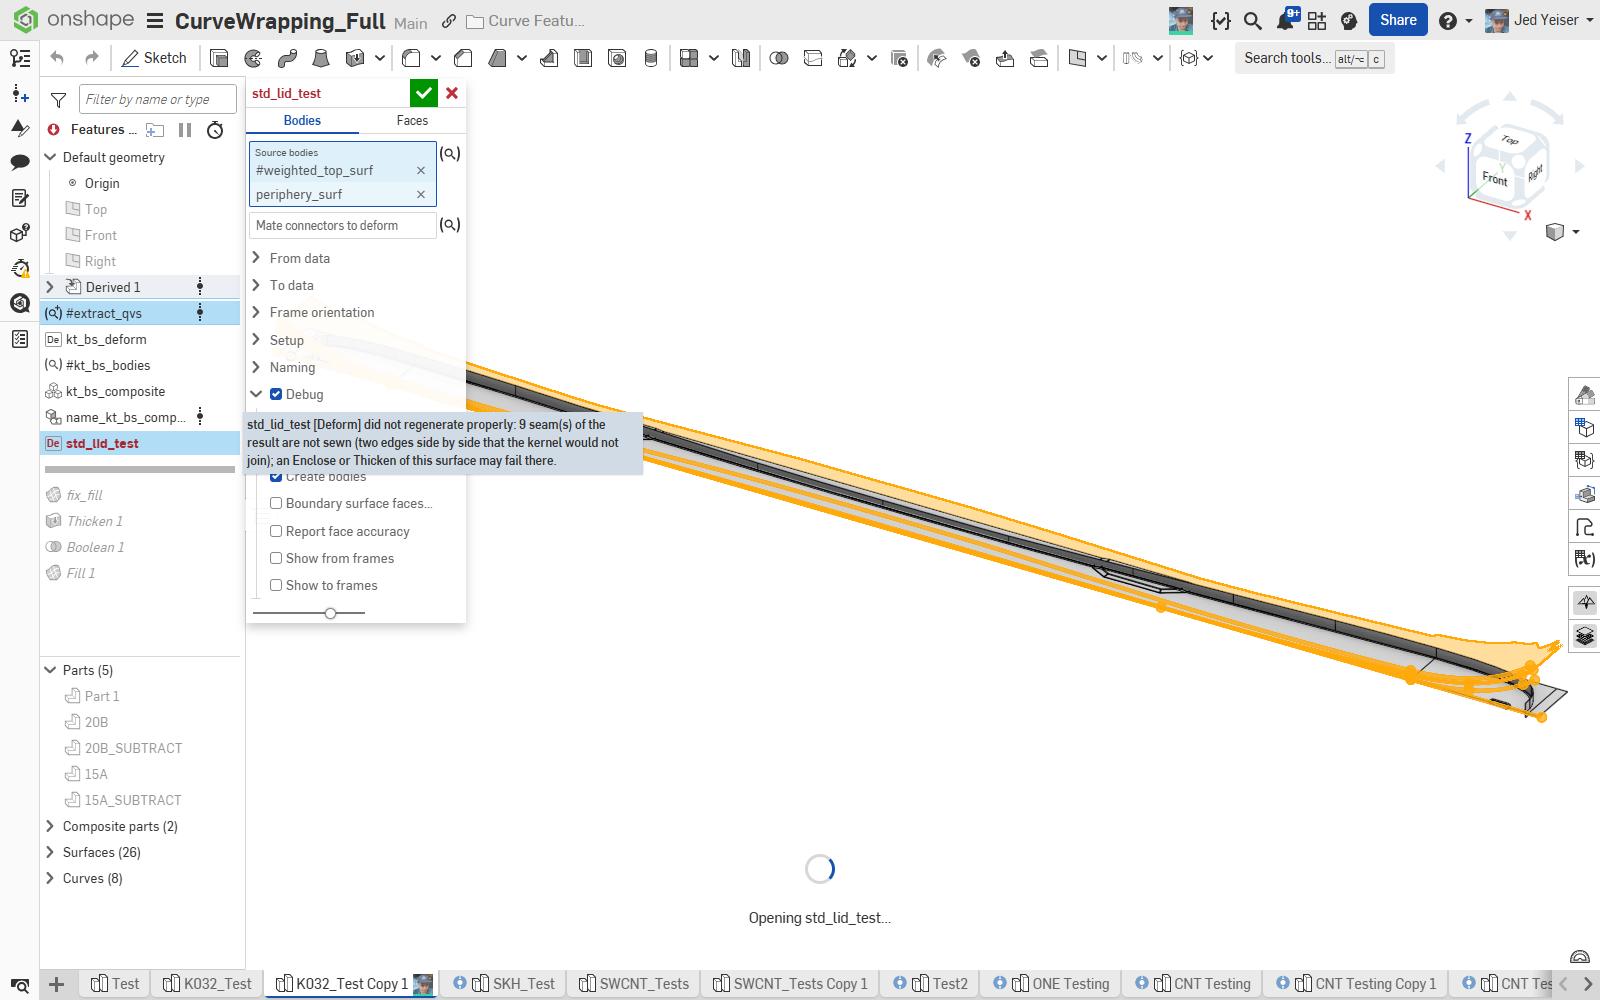 onshape
CurveWrapping_Full
Main
Curve Featu...
9+
Share
Jed Yeiser
Sketch
Search tools...
alt/⌥
c
Filter by name or type
Features ...
Default geometry
Origin
Top
Front
Right
Derived 1
#extract_qvs
kt_bs_deform
#kt_bs_bodies
kt_bs_composite
name_kt_bs_comp...
De
std_lid_test
fix_fill
Thicken 1
Boolean 1
Fill 1
Parts (5)
Part 1
20B
20B_SUBTRACT
15A
15A_SUBTRACT
Composite parts (2)
Surfaces (26)
Curves (8)
std_lid_test
Bodies
Faces
Source bodies
#weighted_top_surf
periphery_surf
Mate connectors to deform
From data
To data
Frame orientation
Setup
Naming
Debug
std_lid_test [Deform] did not regenerate properly: 9 seam(s) of the
result are not sewn (two edges side by side that the kernel would not
join); an Enclose or Thicken of this surface may fail there.
Create bodies
Boundary surface faces...
Report face accuracy
Show from frames
Show to frames
Z
Top
Y
Front
Right
X
Opening std_lid_test...
Test
K032_Test
K032_Test Copy 1
SKH_Test
SWCNT_Tests
SWCNT_Tests Copy 1
Test2
ONE Testing
CNT Testing
CNT Testing Copy 1
CNT Tes